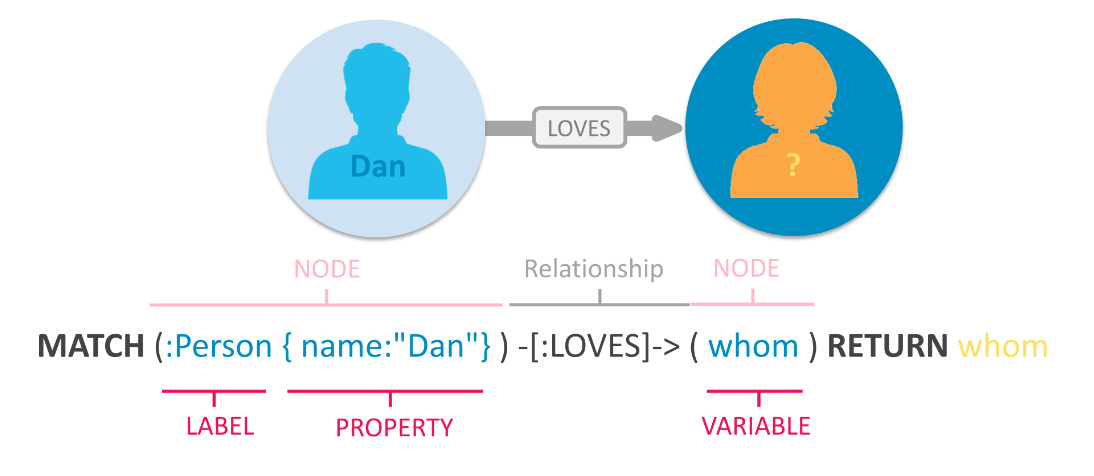 LOVES
Dan
?
NODE Relationship NODE
MATCH (:Person { name:"Dan"} ) -[:LOVES]-> ( whom ) RETURN whom
LABEL PROPERTY VARIABLE